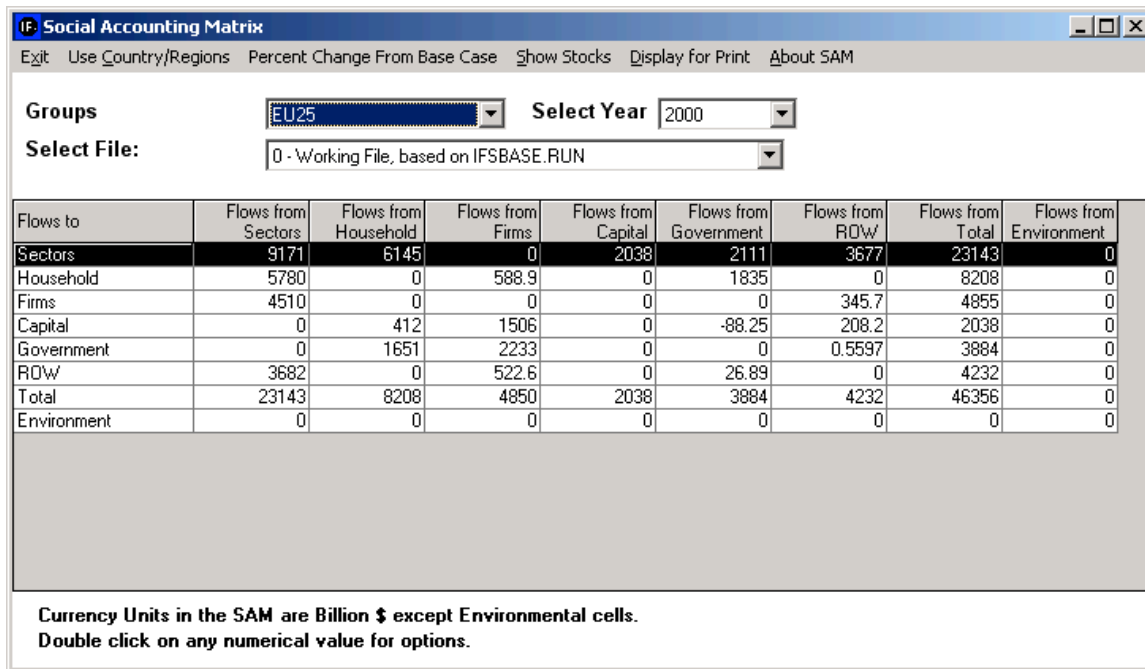 IFs Social Accounting Matrix
Exit Use Country/Regions Percent Change From Base Case Show Stocks Display for Print About SAM
Groups EU25 Select Year 2000
Select File: 0 - Working File, based on IFSBASE.RUN
Flows to Flows from Sectors Flows from Household Flows from Firms Flows from Capital Flows from Government Flows from ROW Flows from Total Flows from Environment
Sectors 9171 6145 0 2038 2111 3677 23143 0
Household 5780 0 588.9 0 1835 0 8208 0
Firms 4510 0 0 0 0 345.7 4855 0
Capital 0 412 1506 0 -88.25 208.2 2038 0
Government 0 1651 2233 0 0 0.5597 3884 0
ROW 3682 0 522.6 0 26.89 0 4232 0
Total 23143 8208 4850 2038 3884 4232 46356 0
Environment 0 0 0 0 0 0 0 0
Currency Units in the SAM are Billion $ except Environmental cells.
Double click on any numerical value for options.